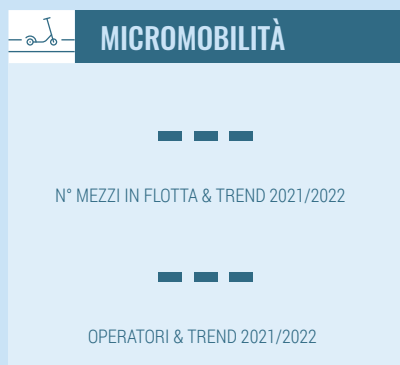 MICROMOBILITÀ
N° MEZZI IN FLOTTA & TREND 2021/2022
OPERATORI & TREND 2021/2022